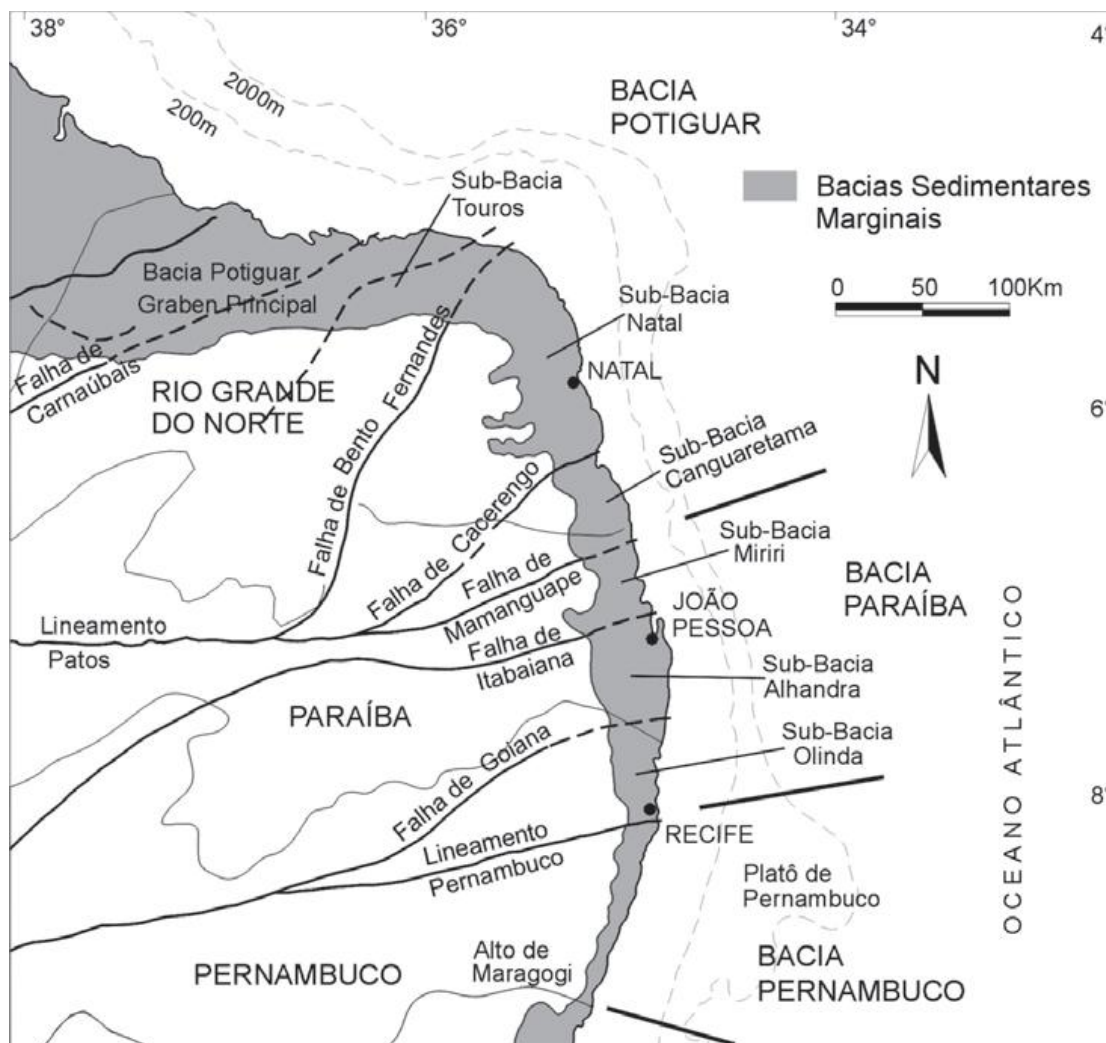 38°
36°
34°
4°
2000m
200m
BACIA
POTIGUAR
Sub-Bacia
Touros
Bacias Sedimentares
Marginais
Bacia Potiguar
Graben Principal
0 50 100Km
Sub-Bacia
Natal
Falha de
Carnaúbais
NATAL
N
RIO GRANDE
DO NORTE
6°
Falha de Bento Fernandes
Sub-Bacia
Canguaretama
Falha de Cacerengo
Sub-Bacia
Miriri
Falha de
Mamanguape
BACIA
PARAÍBA
JOÃO
PESSOA
Lineamento
Patos
Falha de
Itabaiana
Sub-Bacia
Alhandra
PARAÍBA
Sub-Bacia
Olinda
Falha de Goiana
8°
RECIFE
Lineamento
Pernambuco
Platô de
Pernambuco
OCEANO ATLÂNTICO
Alto de
Maragogi
PERNAMBUCO
BACIA
PERNAMBUCO